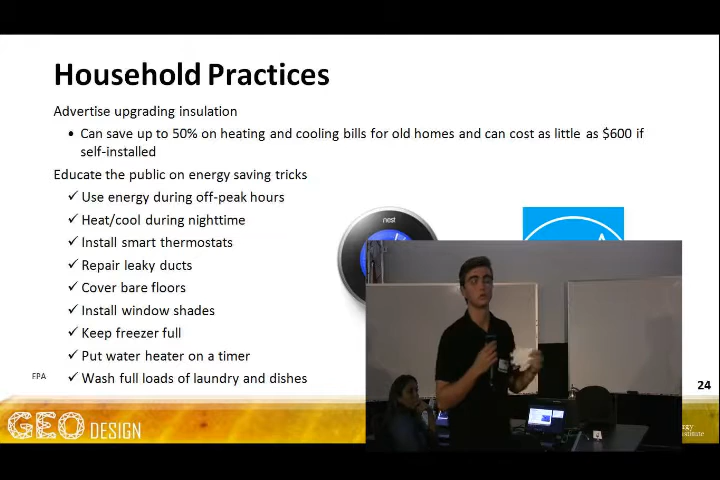 Household Practices
Advertise upgrading insulation
• Can save up to 50% on heating and cooling bills for old homes and can cost as little as $600 if
self-installed
Educate the public on energy saving tricks
✓ Use energy during off-peak hours
✓ Heat/cool during nighttime
✓ Install smart thermostats
✓ Repair leaky ducts
✓ Cover bare floors
✓ Install window shades
✓ Keep freezer full
✓ Put water heater on a timer
✓ Wash full loads of laundry and dishes
nest
FPA
24
GEO DESIGN